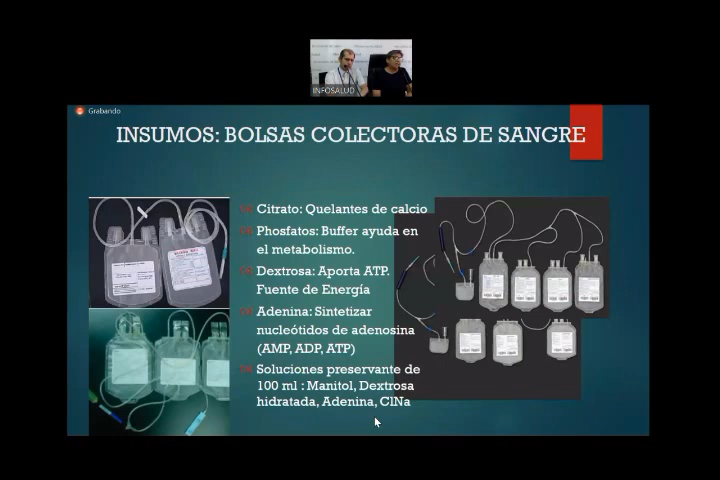 INFOSALUD
Grabando
INSUMOS: BOLSAS COLECTORAS DE SANGRE
Citrato: Quelantes de calcio
Phosfatos: Buffer ayuda en
el metabolismo.
Dextrosa: Aporta ATP.
Fuente de Energía
Adenina: Sintetizar
nucleótidos de adenosina
(AMP, ADP, ATP)
Soluciones preservante de
100 ml : Manitol, Dextrosa
hidratada, Adenina, ClNa